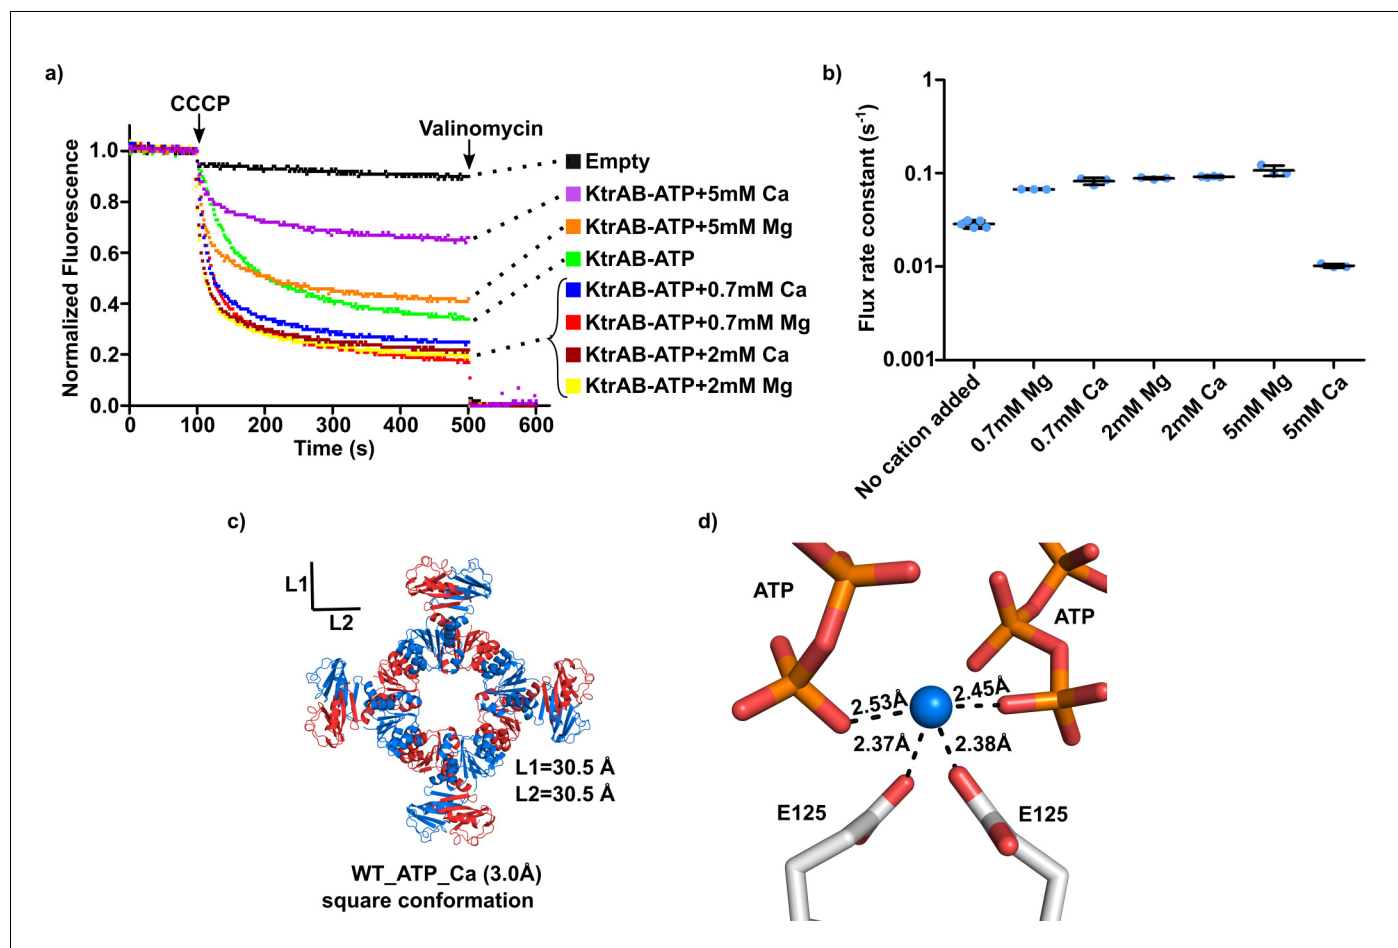 a)
CCCP
Valinomycin
Normalized Fluorescence
1.0
0.8
0.6
0.4
0.2
0.0
0
100
200
300
400
500
600
Time (s)
Empty
KtrAB-ATP+5mM Ca
KtrAB-ATP+5mM Mg
KtrAB-ATP
KtrAB-ATP+0.7mM Ca
KtrAB-ATP+0.7mM Mg
KtrAB-ATP+2mM Ca
KtrAB-ATP+2mM Mg
b)
Flux rate constant (s⁻¹)
1
0.1
0.01
0.001
No cation added
0.7mM Mg
0.7mM Ca
2mM Mg
2mM Ca
5mM Mg
5mM Ca
c)
L1
L2
L1=30.5 Å
L2=30.5 Å
WT_ATP_Ca (3.0Å)
square conformation
d)
ATP
ATP
2.53Å
2.45Å
2.37Å
2.38Å
E125
E125